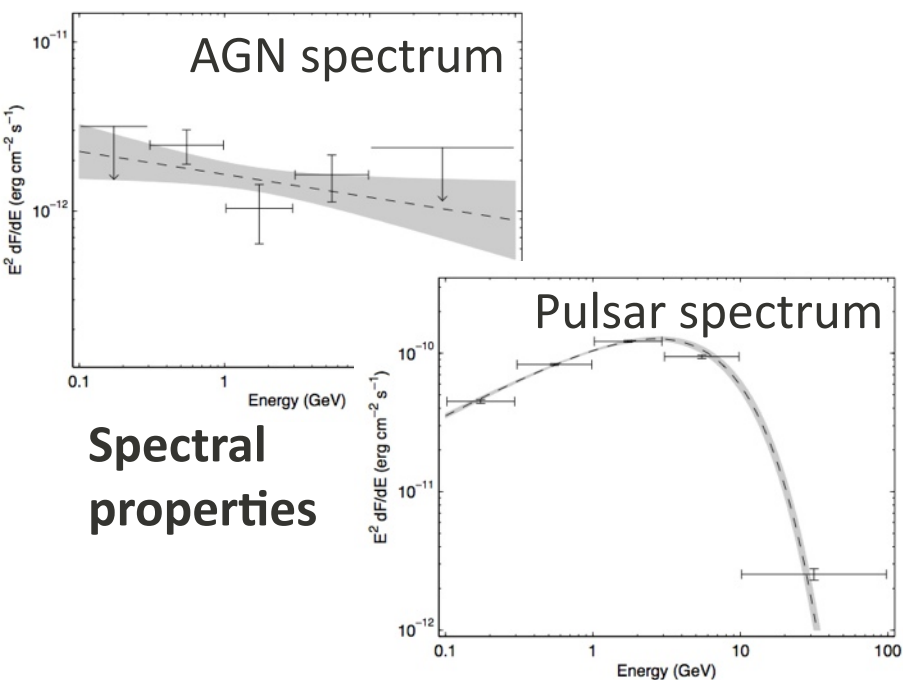 AGN spectrum
10⁻¹¹
10⁻¹²
E² dF/dE (erg cm⁻² s⁻¹)
0.1
1
Energy (GeV)
Spectral
properties
Pulsar spectrum
10⁻¹⁰
10⁻¹¹
10⁻¹²
E² dF/dE (erg cm⁻² s⁻¹)
0.1
1
10
100
Energy (GeV)